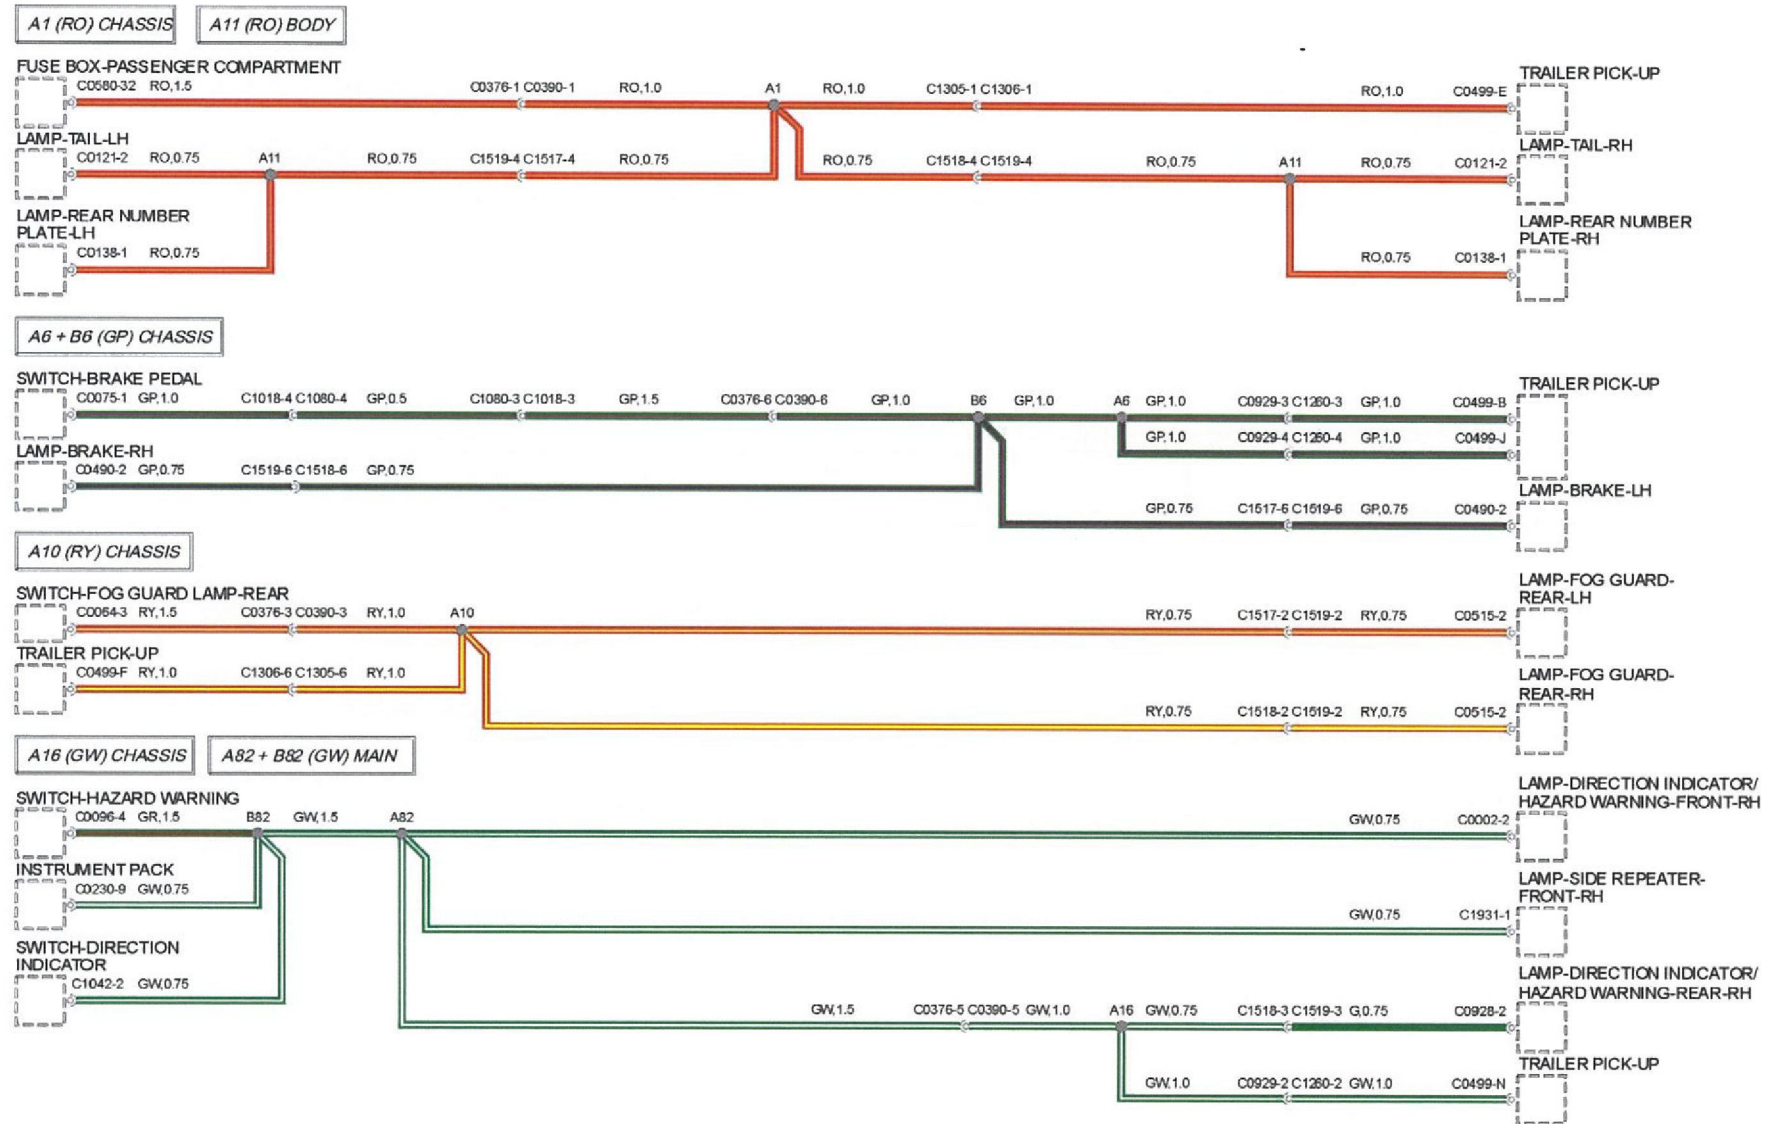 A1 (RO) CHASSIS A11 (RO) BODY
FUSE BOX-PASSENGER COMPARTMENT
TRAILER PICK-UP
C0580-32 RO,1.5 C0376-1 C0390-1 RO,1.0 A1 RO,1.0 C1305-1 C1306-1 RO,1.0 C0499-E
LAMP-TAIL-LH
LAMP-TAIL-RH
C0121-2 RO,0.75 A11 RO,0.75 C1519-4 C1517-4 RO,0.75 RO,0.75 C1518-4 C1519-4 RO,0.75 A11 RO,0.75 C0121-2
LAMP-REAR NUMBER
PLATE-LH
LAMP-REAR NUMBER
PLATE-RH
C0138-1 RO,0.75 RO,0.75 C0138-1
A6 + B6 (GP) CHASSIS
SWITCH-BRAKE PEDAL
TRAILER PICK-UP
C0075-1 GP,1.0 C1018-4 C1080-4 GP,0.5 C1080-3 C1018-3 GP,1.5 C0376-6 C0390-6 GP,1.0 B6 GP,1.0 A6 GP,1.0 C0929-3 C1260-3 GP,1.0 C0499-B
GP,1.0 C0929-4 C1260-4 GP,1.0 C0499-J
LAMP-BRAKE-RH
C0490-2 GP,0.75 C1519-6 C1518-6 GP,0.75
LAMP-BRAKE-LH
GP,0.75 C1517-6 C1519-6 GP,0.75 C0490-2
A10 (RY) CHASSIS
SWITCH-FOG GUARD LAMP-REAR
LAMP-FOG GUARD-
REAR-LH
C0064-3 RY,1.5 C0376-3 C0390-3 RY,1.0 A10 RY,0.75 C1517-2 C1519-2 RY,0.75 C0515-2
TRAILER PICK-UP
C0499-F RY,1.0 C1306-6 C1305-6 RY,1.0
LAMP-FOG GUARD-
REAR-RH
RY,0.75 C1518-2 C1519-2 RY,0.75 C0515-2
A16 (GW) CHASSIS A82 + B82 (GW) MAIN
SWITCH-HAZARD WARNING
LAMP-DIRECTION INDICATOR/
HAZARD WARNING-FRONT-RH
C0096-4 GR,1.5 B82 GW,1.5 A82 GW,0.75 C0002-2
INSTRUMENT PACK
C0230-9 GW,0.75
LAMP-SIDE REPEATER-
FRONT-RH
GW,0.75 C1931-1
SWITCH-DIRECTION
INDICATOR
C1042-2 GW,0.75
LAMP-DIRECTION INDICATOR/
HAZARD WARNING-REAR-RH
GW,1.5 C0376-5 C0390-5 GW,1.0 A16 GW,0.75 C1518-3 C1519-3 G,0.75 C0928-2
TRAILER PICK-UP
GW,1.0 C0929-2 C1260-2 GW,1.0 C0499-N